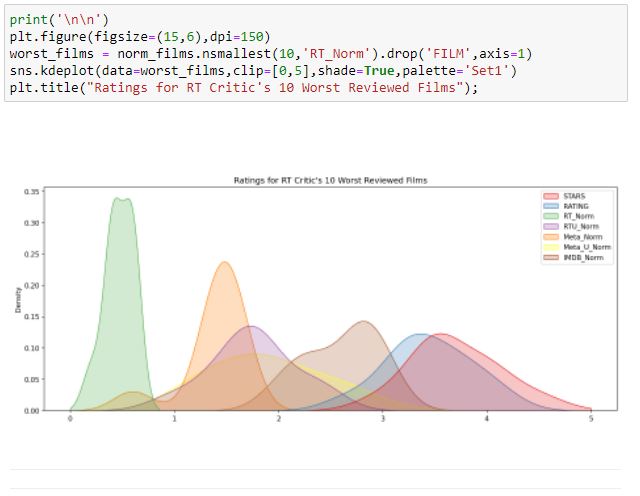 print('\n\n')
plt.figure(figsize=(15,6),dpi=150)
worst_films = norm_films.nsmallest(10,'RT_Norm').drop('FILM',axis=1)
sns.kdeplot(data=worst_films,clip=[0,5],shade=True,palette='Set1')
plt.title("Ratings for RT Critic's 10 Worst Reviewed Films");
Ratings for RT Critic's 10 Worst Reviewed Films
0.35
0.30
0.25
0.20
0.15
0.10
0.05
0.00
Density
STARS
RATING
RT_Norm
RTU_Norm
Meta_Norm
Meta_U_Norm
IMDB_Norm
0 1 2 3 4 5